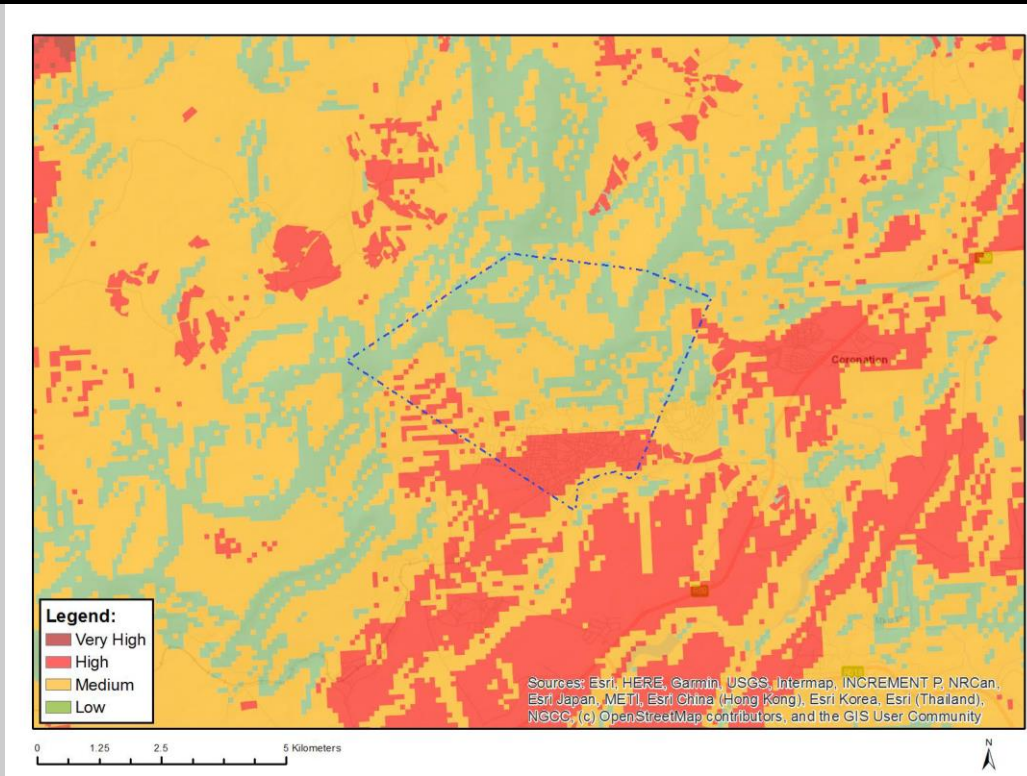 Coronation
Legend:
Very High
High
Medium
Low
Sources: Esri, HERE, Garmin, USGS, Intermap, INCREMENT P, NRCan,
Esri Japan, METI, Esri China (Hong Kong), Esri Korea, Esri (Thailand),
NGCC, (c) OpenStreetMap contributors, and the GIS User Community
0 1.25 2.5 5 Kilometers
N